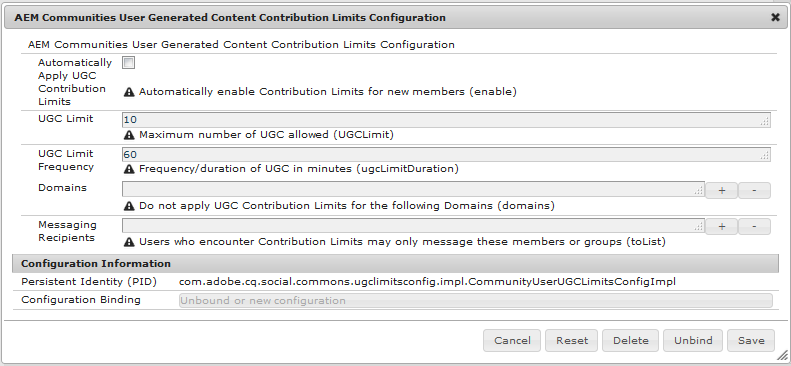 AEM Communities User Generated Content Contribution Limits Configuration
AEM Communities User Generated Content Contribution Limits Configuration
Automatically
Apply UGC
Contribution
Limits
Automatically enable Contribution Limits for new members (enable)
UGC Limit
10
Maximum number of UGC allowed (UGCLimit)
UGC Limit
Frequency
60
Frequency/duration of UGC in minutes (ugcLimitDuration)
Domains
+ -
Do not apply UGC Contribution Limits for the following Domains (domains)
Messaging
Recipients
+ -
Users who encounter Contribution Limits may only message these members or groups (toList)
Configuration Information
Persistent Identity (PID) com.adobe.cq.social.commons.ugclimitsconfig.impl.CommunityUserUGCLimitsConfigImpl
Configuration Binding Unbound or new configuration
Cancel Reset Delete Unbind Save